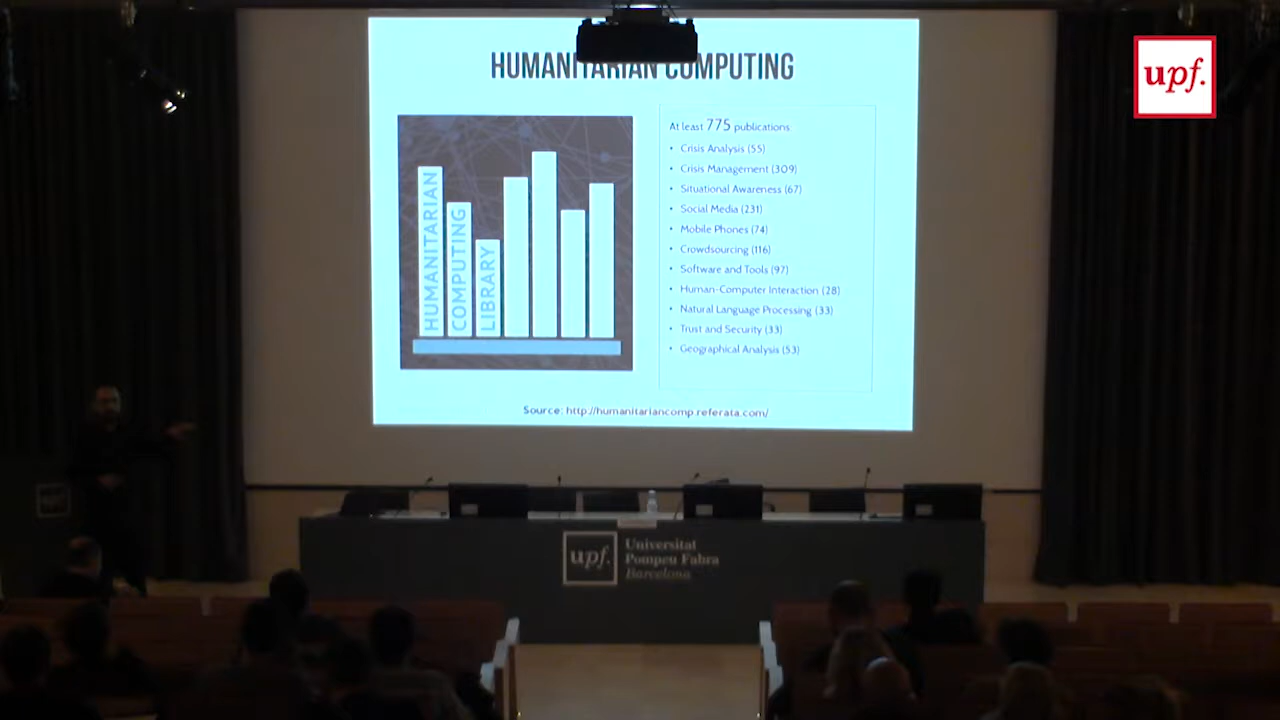 HUMANITARIAN COMPUTING
upf.
HUMANITARIAN
COMPUTING
LIBRARY
At least 775 publications
• Crisis Analysis (55)
• Crisis Management (309)
• Situational Awareness (67)
• Social Media (231)
• Mobile Phones (74)
• Crowdsourcing (116)
• Software and Tools (97)
• Human-Computer Interaction (28)
• Natural Language Processing (33)
• Trust and Security (33)
• Geographical Analysis (53)
Source: http://humanitariancomp.referata.com/
upf.
upf.
Universitat
Pompeu Fabra
Barcelona